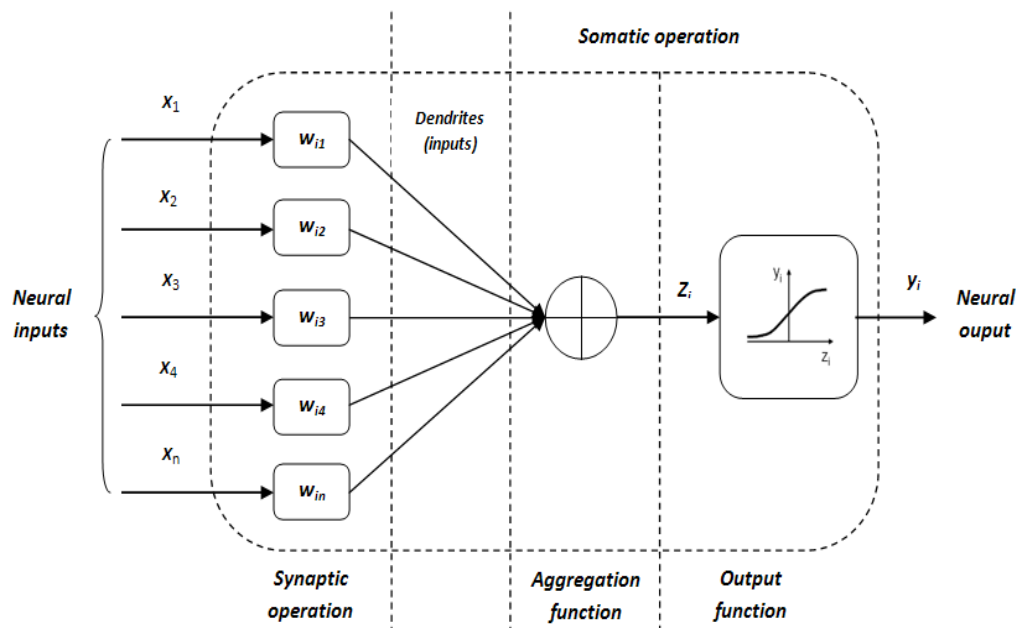 Somatic operation
X1
Dendrites
(inputs)
wi1
X2
wi2
X3
Neural
inputs
wi3
Zi
yi
zi
yi
Neural
ouput
X4
wi4
Xn
win
Synaptic
operation
Aggregation
function
Output
function